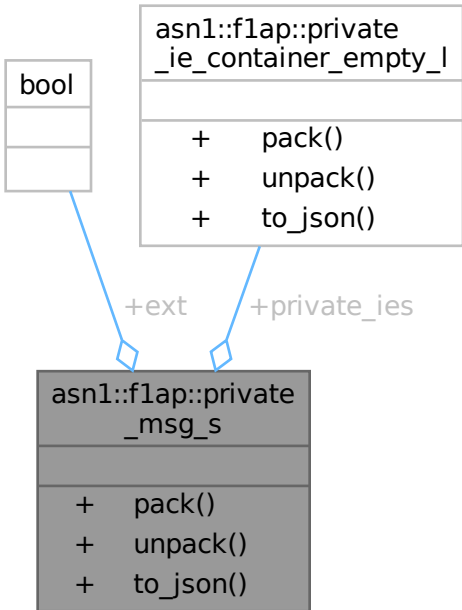 asn1::f1ap::private
_ie_container_empty_l
+ pack()
+ unpack()
+ to_json()
bool
+ext
+private_ies
asn1::f1ap::private
_msg_s
+ pack()
+ unpack()
+ to_json()